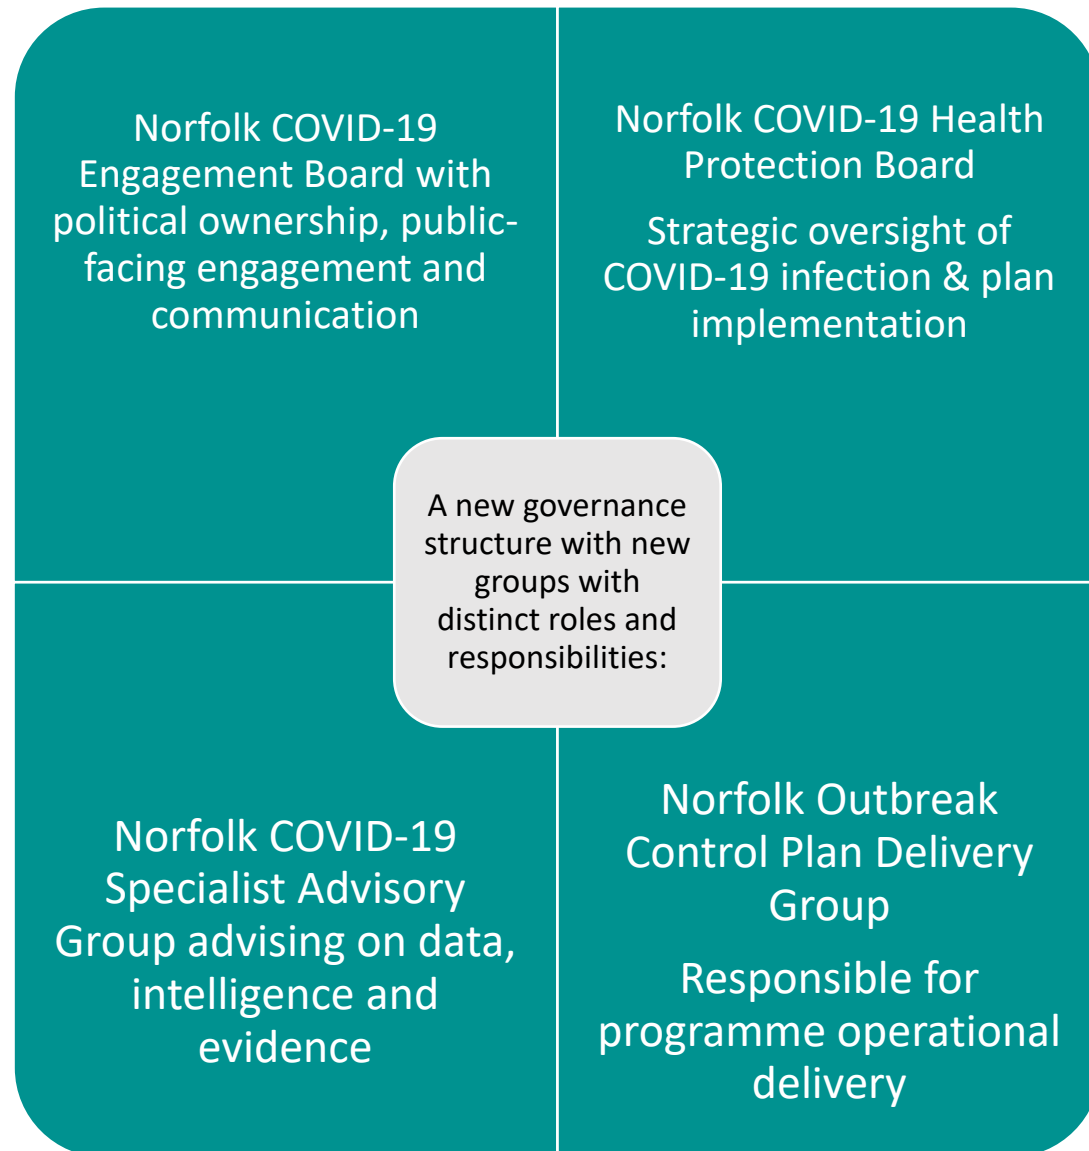 Norfolk COVID-19
Engagement Board with
political ownership, public-
facing engagement and
communication
Norfolk COVID-19 Health
Protection Board
Strategic oversight of
COVID-19 infection & plan
implementation
A new governance
structure with new
groups with
distinct roles and
responsibilities:
Norfolk COVID-19
Specialist Advisory
Group advising on data,
intelligence and
evidence
Norfolk Outbreak
Control Plan Delivery
Group
Responsible for
programme operational
delivery